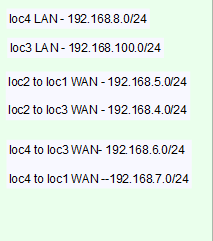 loc4 LAN - 192.168.8.0/24
loc3 LAN - 192.168.100.0/24
loc2 to loc1 WAN - 192.168.5.0/24
loc2 to loc3 WAN - 192.168.4.0/24
loc4 to loc3 WAN- 192.168.6.0/24
loc4 to loc1 WAN --192.168.7.0/24